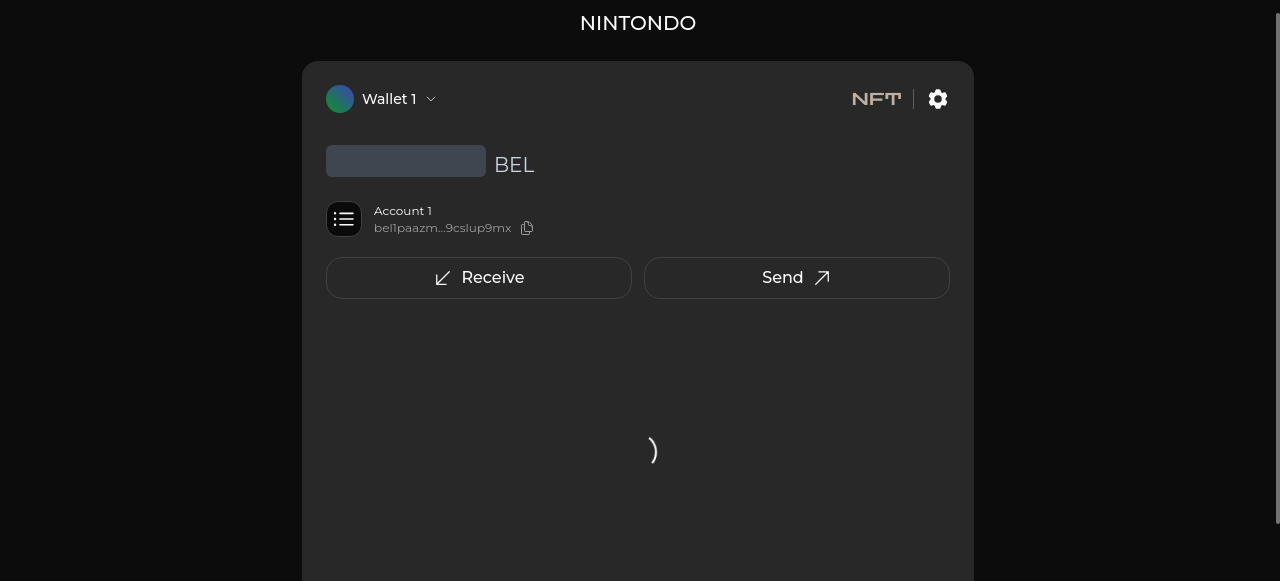 NINTONDO
Wallet 1
NFT
BEL
Account 1
bel1paazm...9cslup9mx
Receive
Send